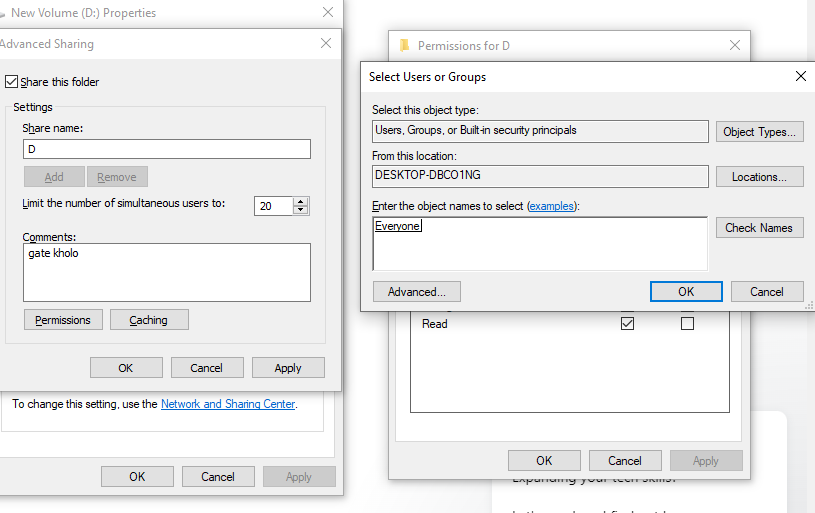 New Volume (D:) Properties
Advanced Sharing
Share this folder
Settings
Share name:
D
Add
Remove
Limit the number of simultaneous users to:
20
Comments:
gate kholo
Permissions
Caching
OK
Cancel
Apply
To change this setting, use the Network and Sharing Center.
OK
Cancel
Apply
Permissions for D
Select Users or Groups
Select this object type:
Users, Groups, or Built-in security principals
Object Types...
From this location:
DESKTOP-DBCO1NG
Locations...
Enter the object names to select (examples):
Everyone
Check Names
Advanced...
OK
Cancel
Read
OK
Cancel
Apply
Expanding your tech skills?